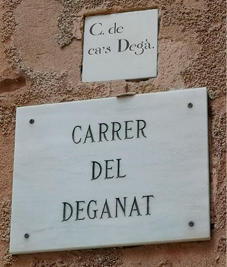 C. de
ca's Degà.
CARRER
DEL
DEGANAT